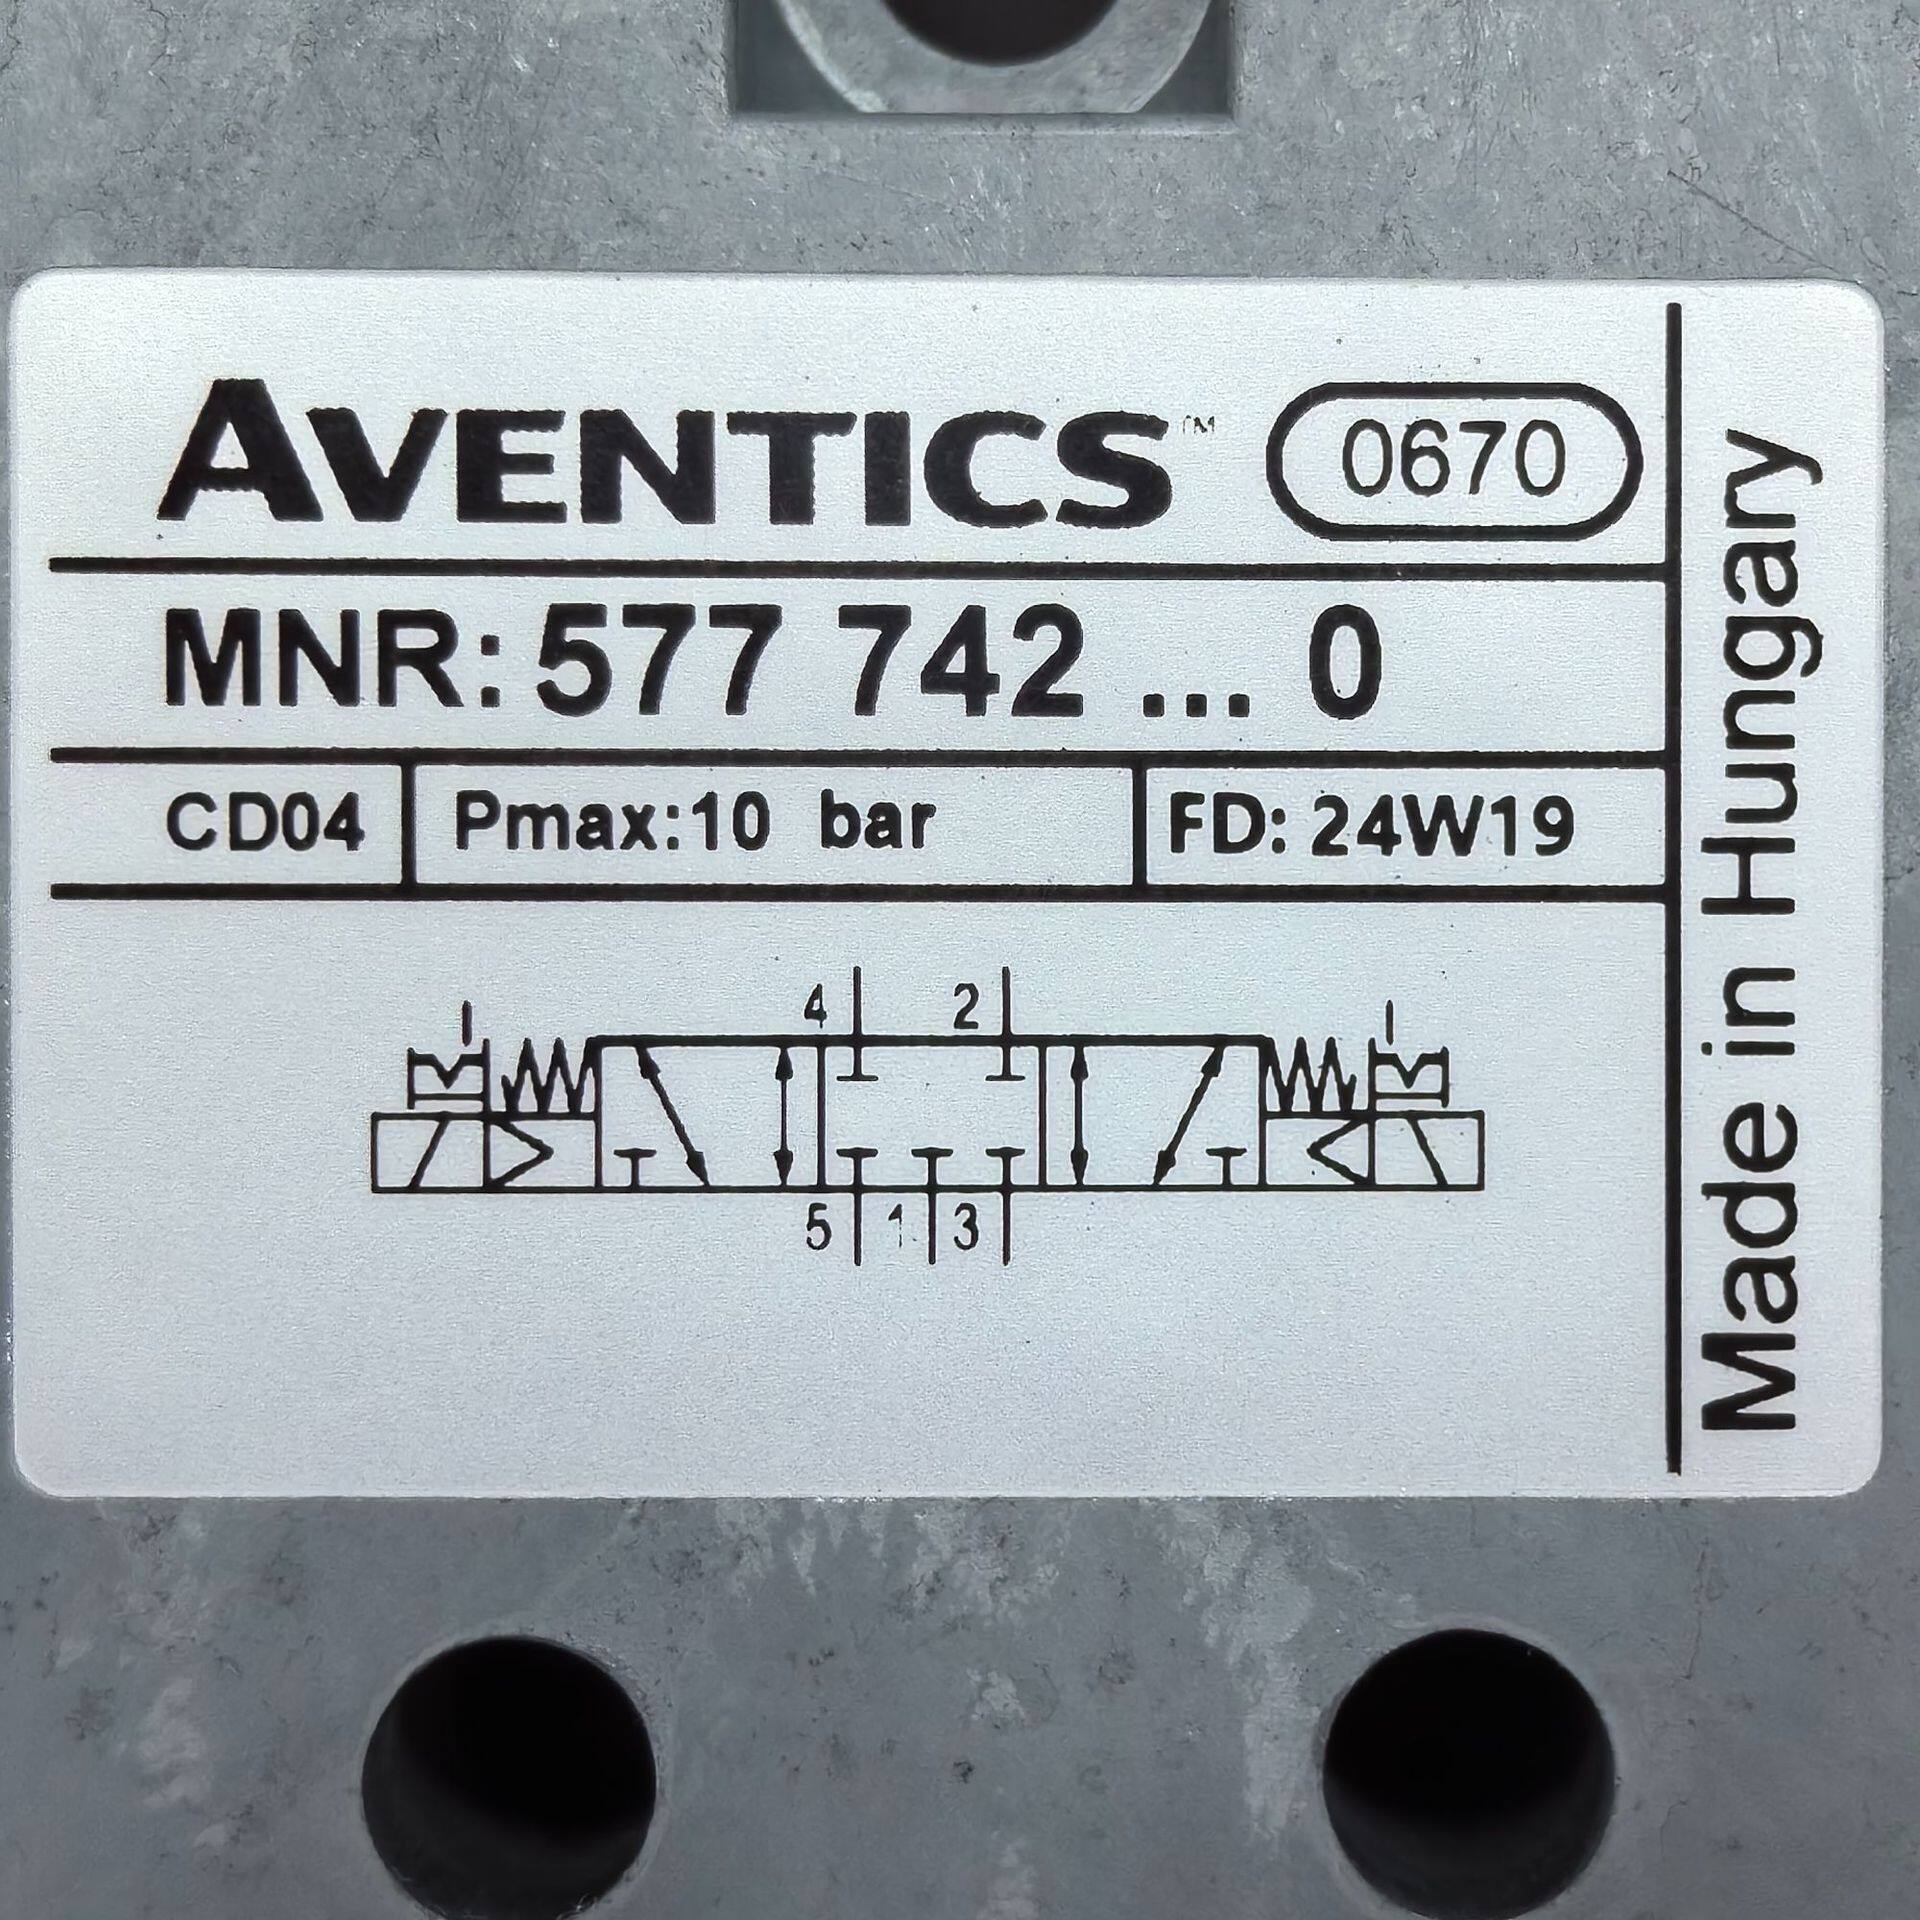 AVENTICS™ 0670
MNR: 577 742 ... 0
CD04 Pmax:10 bar FD: 24W19
4 2
5 1 3
Made in Hungary